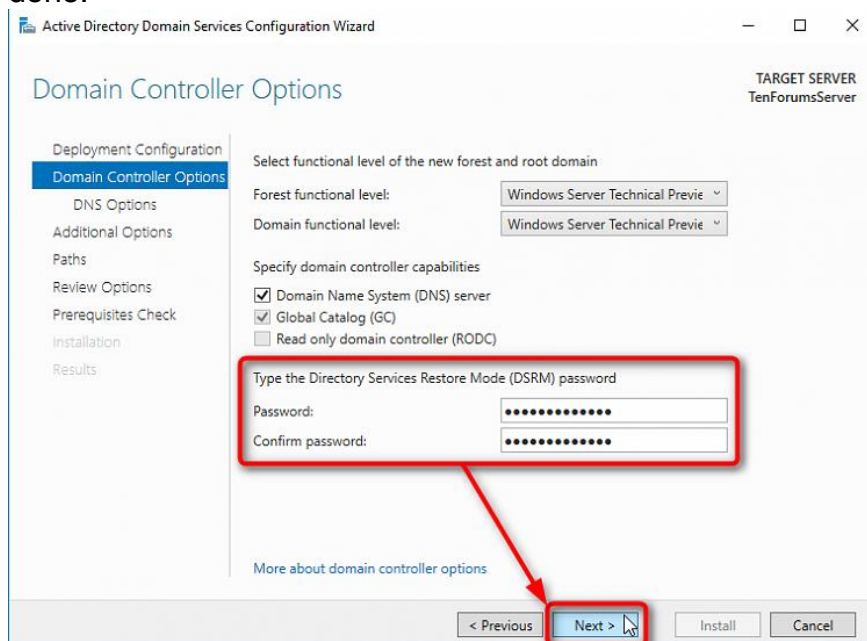 Active Directory Domain Services Configuration Wizard
Domain Controller Options
TARGET SERVER
TenForumsServer
Deployment Configuration
Domain Controller Options
DNS Options
Additional Options
Paths
Review Options
Prerequisites Check
Installation
Results
Select functional level of the new forest and root domain
Forest functional level: Windows Server Technical Previe
Domain functional level: Windows Server Technical Previe
Specify domain controller capabilities
Domain Name System (DNS) server
Global Catalog (GC)
Read only domain controller (RODC)
Type the Directory Services Restore Mode (DSRM) password
Password: •••••••••••••
Confirm password: •••••••••••••
More about domain controller options
< Previous Next > Install Cancel